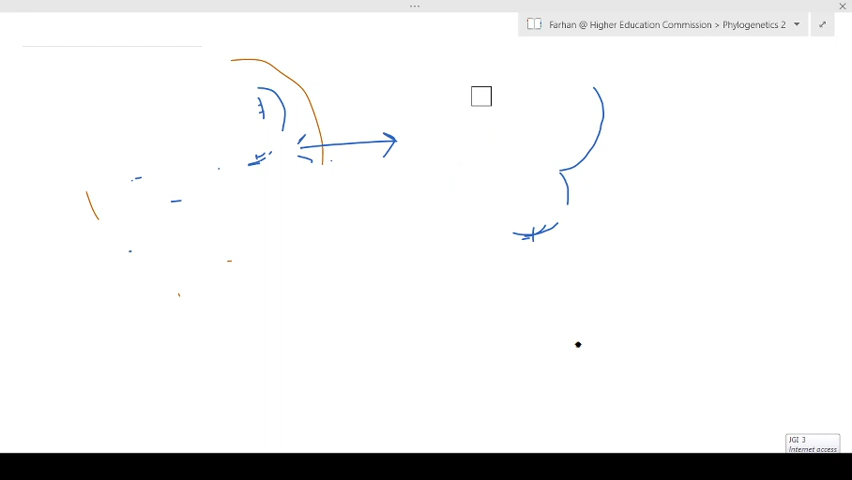 Farhan @ Higher Education Commission > Phylogenetics 2
JGI 3
Internet access